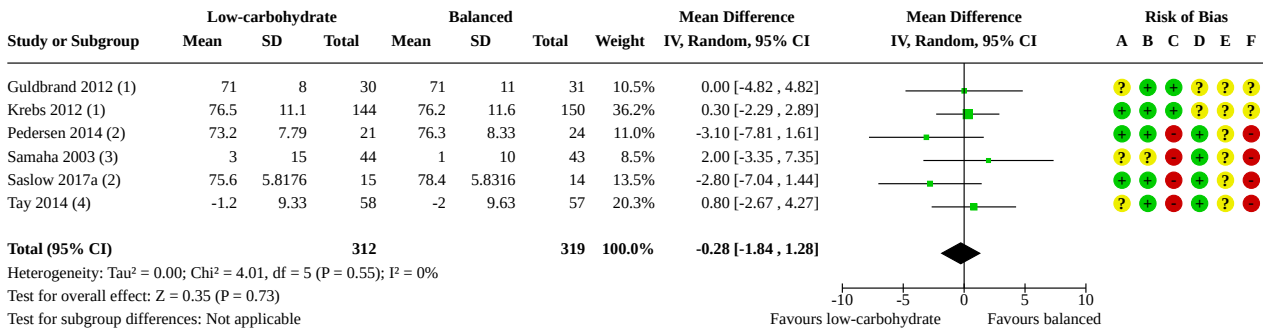 Low-carbohydrate Balanced Mean Difference Mean Difference Risk of Bias
Study or Subgroup Mean SD Total Mean SD Total Weight IV, Random, 95% CI IV, Random, 95% CI A B C D E F
Guldbrand 2012 (1) 71 8 30 71 11 31 10.5% 0.00 [-4.82 , 4.82] ? + + ? ? ?
Krebs 2012 (1) 76.5 11.1 144 76.2 11.6 150 36.2% 0.30 [-2.29 , 2.89] + + + ? ? ?
Pedersen 2014 (2) 73.2 7.79 21 76.3 8.33 24 11.0% -3.10 [-7.81 , 1.61] + + - + ? -
Samaha 2003 (3) 3 15 44 1 10 43 8.5% 2.00 [-3.35 , 7.35] ? ? - + ? -
Saslow 2017a (2) 75.6 5.8176 15 78.4 5.8316 14 13.5% -2.80 [-7.04 , 1.44] + + - + ? -
Tay 2014 (4) -1.2 9.33 58 -2 9.63 57 20.3% 0.80 [-2.67 , 4.27] ? + - + ? -
Total (95% CI) 312 319 100.0% -0.28 [-1.84 , 1.28]
Heterogeneity: Tau² = 0.00; Chi² = 4.01, df = 5 (P = 0.55); I² = 0%
Test for overall effect: Z = 0.35 (P = 0.73)
-10 -5 0 5 10
Test for subgroup differences: Not applicable Favours low-carbohydrate Favours balanced